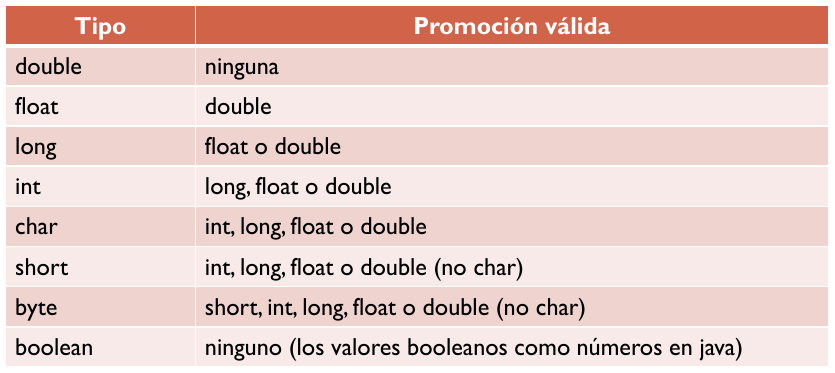 Tipo Promoción válida
double ninguna
float double
long float o double
int long, float o double
char int, long, float o double
short int, long, float o double (no char)
byte short, int, long, float o double (no char)
boolean ninguno (los valores booleanos como números en java)